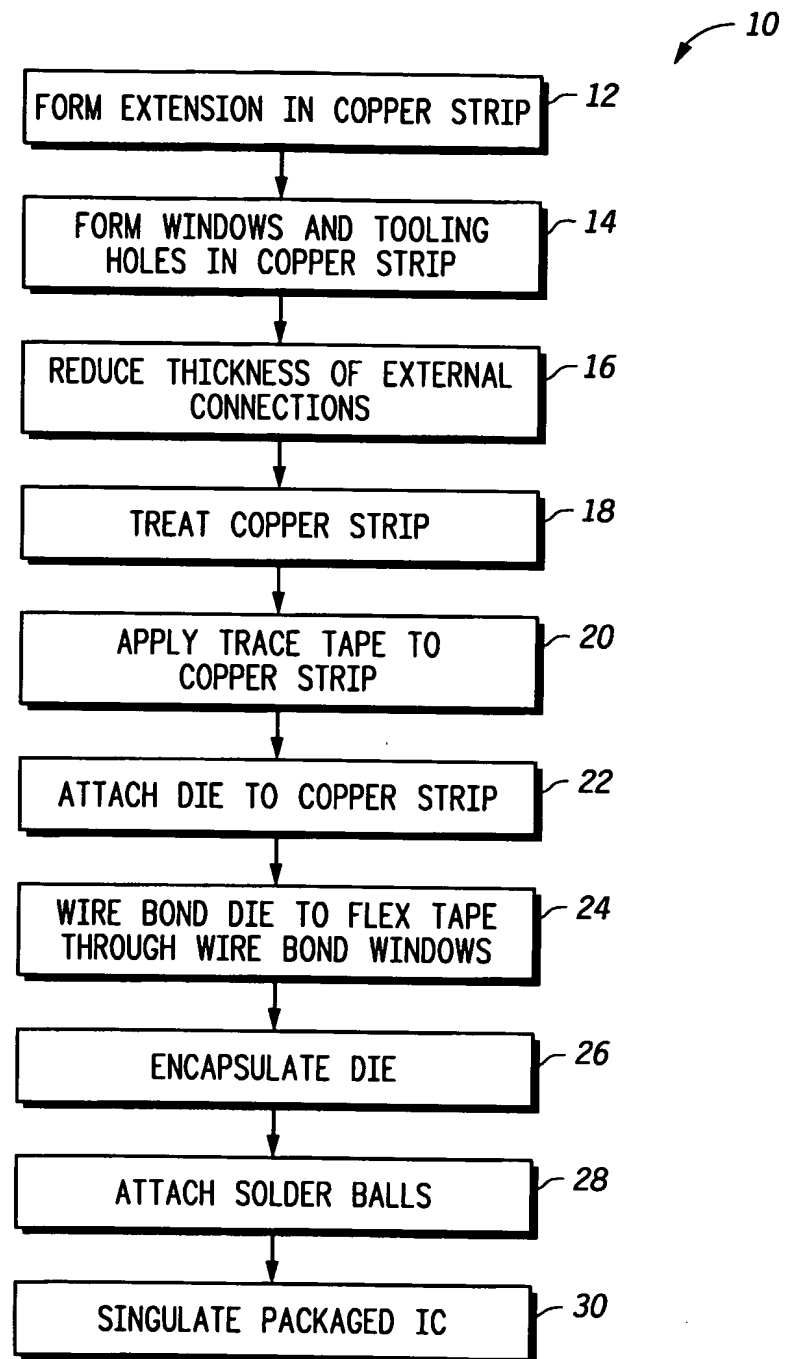 10
FORM EXTENSION IN COPPER STRIP
12
FORM WINDOWS AND TOOLING
HOLES IN COPPER STRIP
14
REDUCE THICKNESS OF EXTERNAL
CONNECTIONS
16
TREAT COPPER STRIP
18
APPLY TRACE TAPE TO
COPPER STRIP
20
ATTACH DIE TO COPPER STRIP
22
WIRE BOND DIE TO FLEX TAPE
THROUGH WIRE BOND WINDOWS
24
ENCAPSULATE DIE
26
ATTACH SOLDER BALLS
28
SINGULATE PACKAGED IC
30